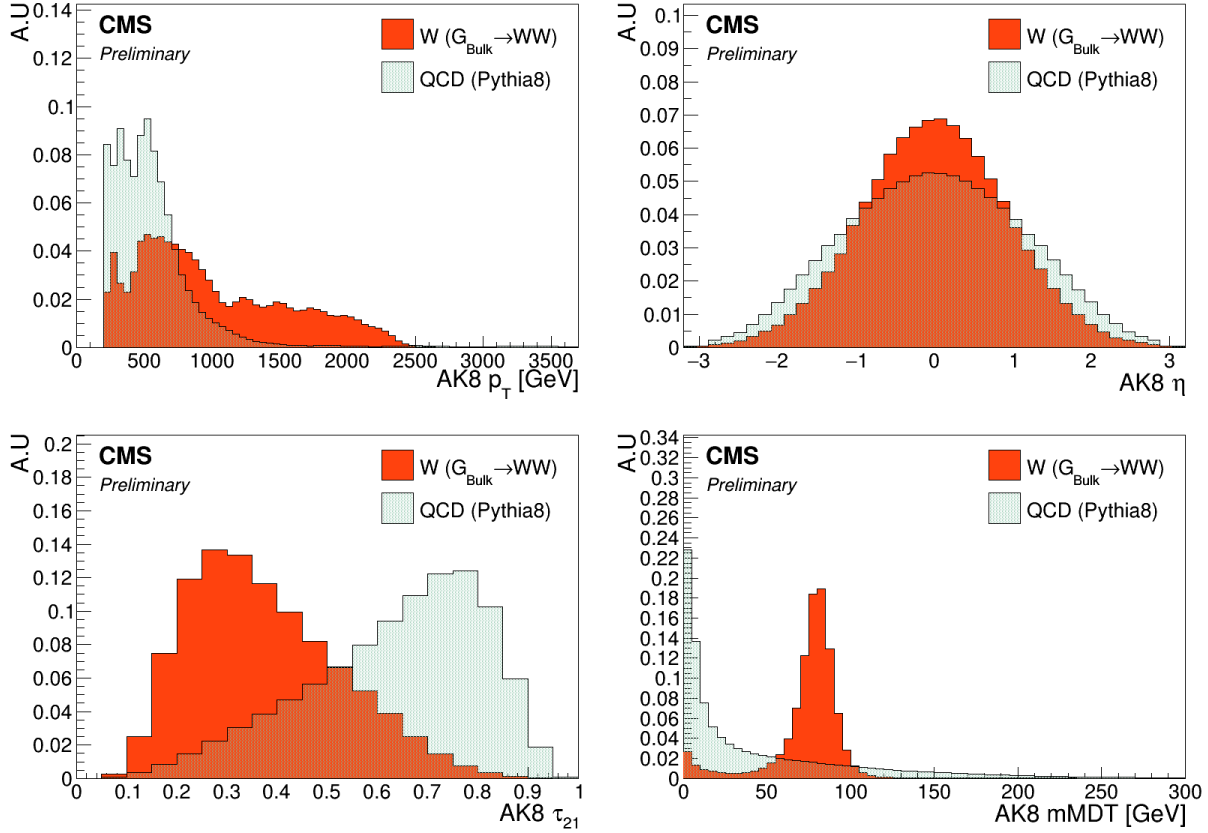 A.U
0.14
0.12
0.1
0.08
0.06
0.04
0.02
0
CMS
Preliminary
W (G_Bulk→WW)
QCD (Pythia8)
0 500 1000 1500 2000 2500 3000 3500
AK8 p_T [GeV]
A.U
0.1
0.09
0.08
0.07
0.06
0.05
0.04
0.03
0.02
0.01
0
CMS
Preliminary
W (G_Bulk→WW)
QCD (Pythia8)
−3 −2 −1 0 1 2 3
AK8 η
A.U
0.2
0.18
0.16
0.14
0.12
0.1
0.08
0.06
0.04
0.02
0
CMS
Preliminary
W (G_Bulk→WW)
QCD (Pythia8)
0 0.1 0.2 0.3 0.4 0.5 0.6 0.7 0.8 0.9 1
AK8 τ_21
A.U
0.34
0.3
0.3
0.28
0.26
0.24
0.22
0.2
0.18
0.16
0.14
0.12
0.1
0.08
0.06
0.04
0.02
0
CMS
Preliminary
W (G_Bulk→WW)
QCD (Pythia8)
0 50 100 150 200 250 300
AK8 mMDT [GeV]